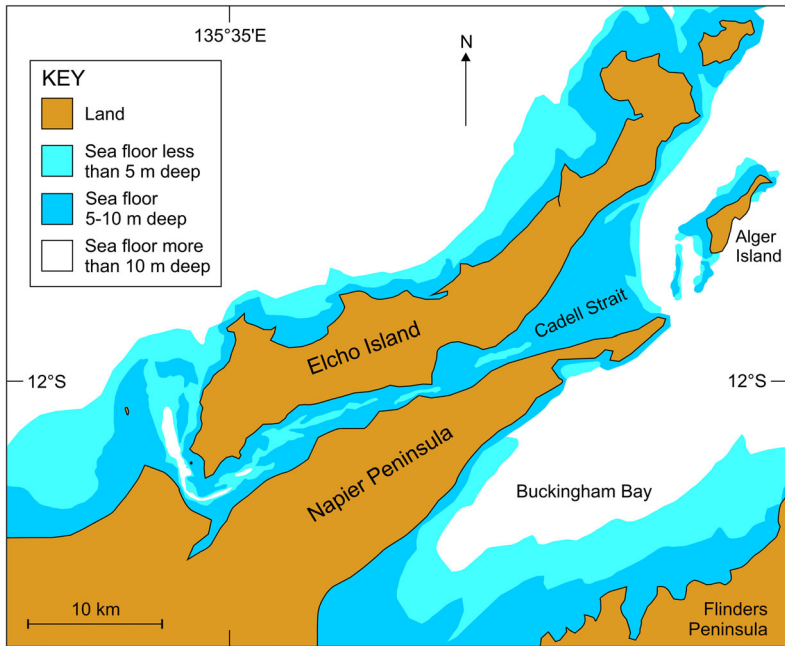 135°35'E
N
KEY
Land
Sea floor less
than 5 m deep
Sea floor
5-10 m deep
Sea floor more
than 10 m deep
Alger
Island
Cadell Strait
Elcho Island
12°S
12°S
Napier Peninsula
Buckingham Bay
10 km
Flinders
Peninsula